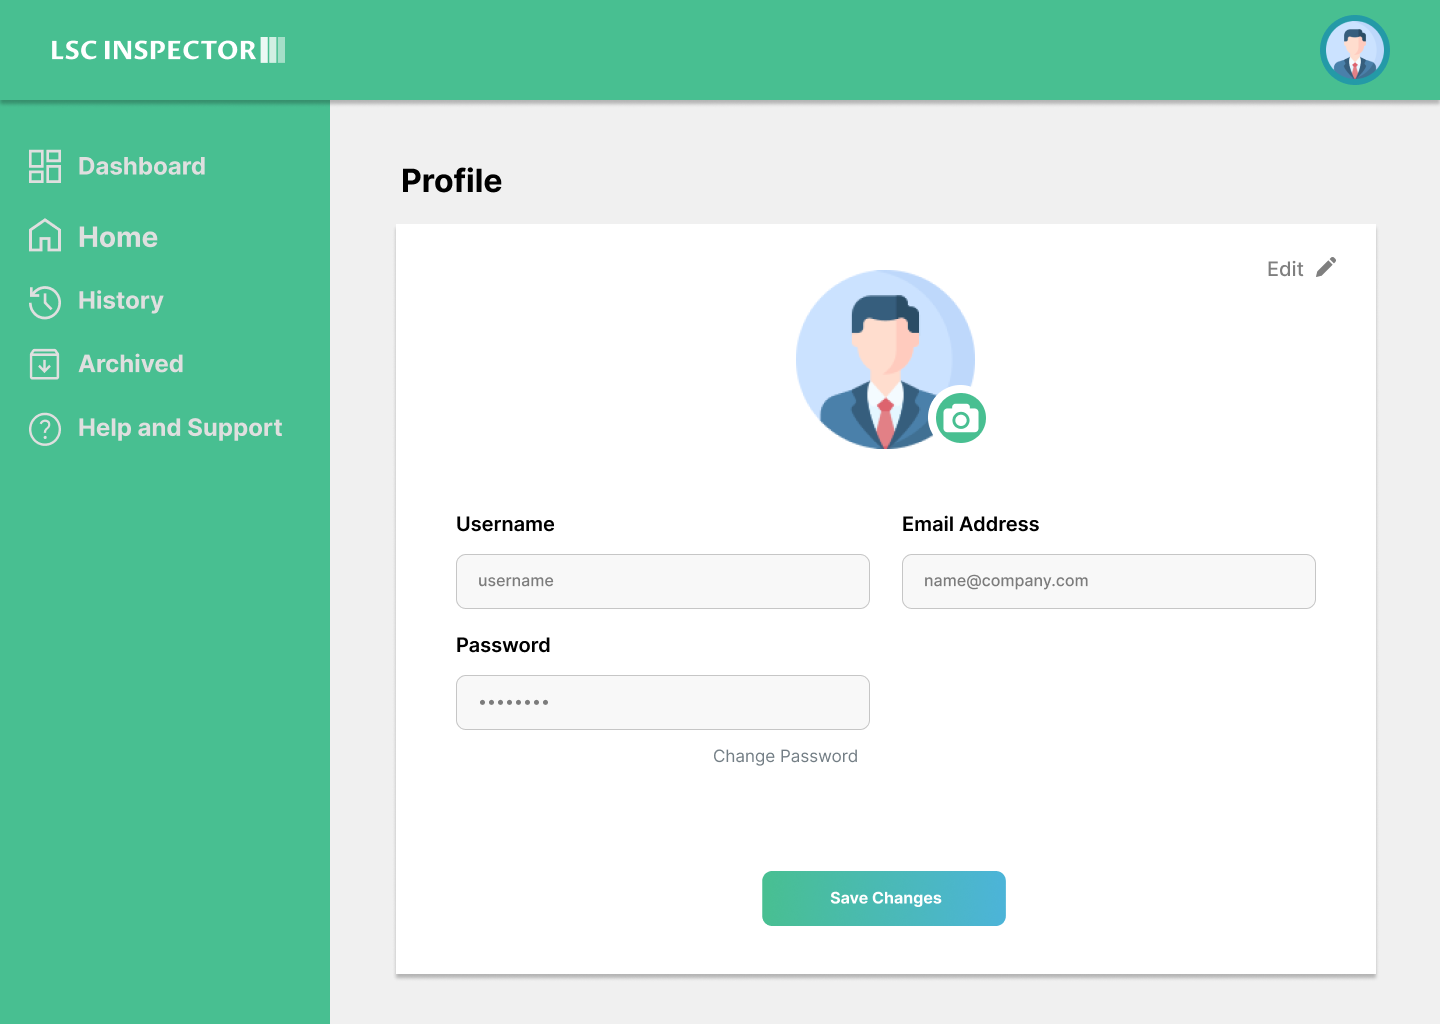 LSC INSPECTOR
Dashboard
Home
History
Archived
Help and Support
Profile
Edit
Username
Email Address
username
name@company.com
Password
••••••••
Change Password
Save Changes